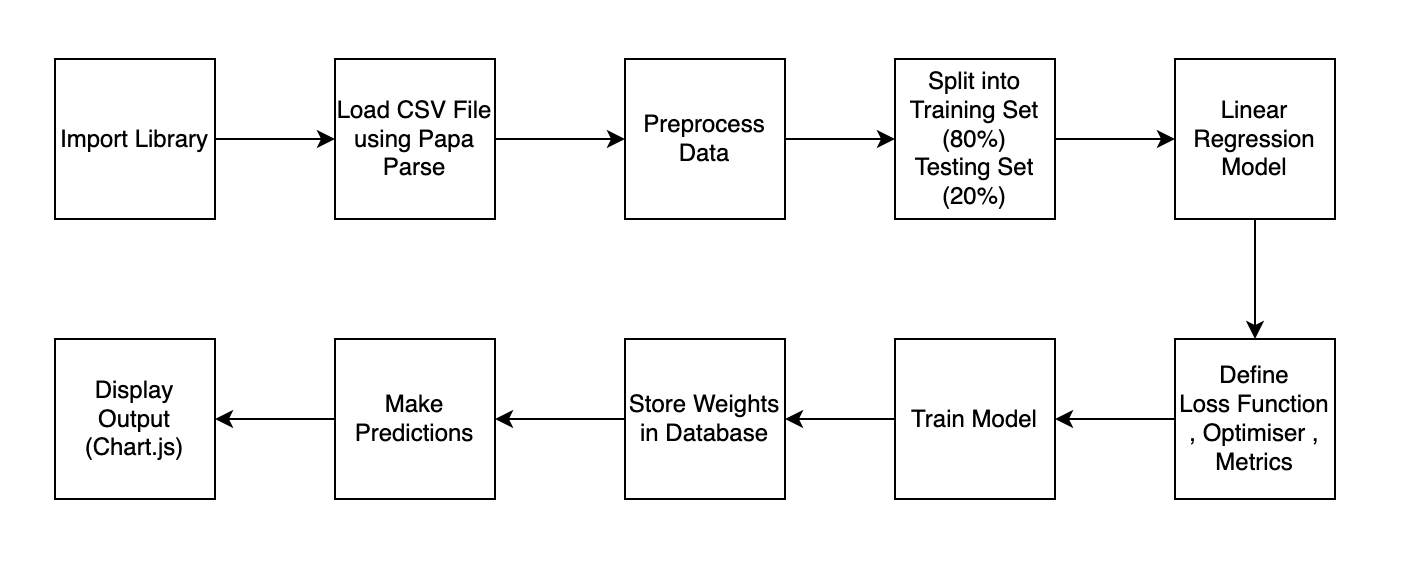 Import Library
Load CSV File
using Papa
Parse
Preprocess
Data
Split into
Training Set
(80%)
Testing Set
(20%)
Linear
Regression
Model
Define
Loss Function
, Optimiser ,
Metrics
Train Model
Store Weights
in Database
Make
Predictions
Display
Output
(Chart.js)